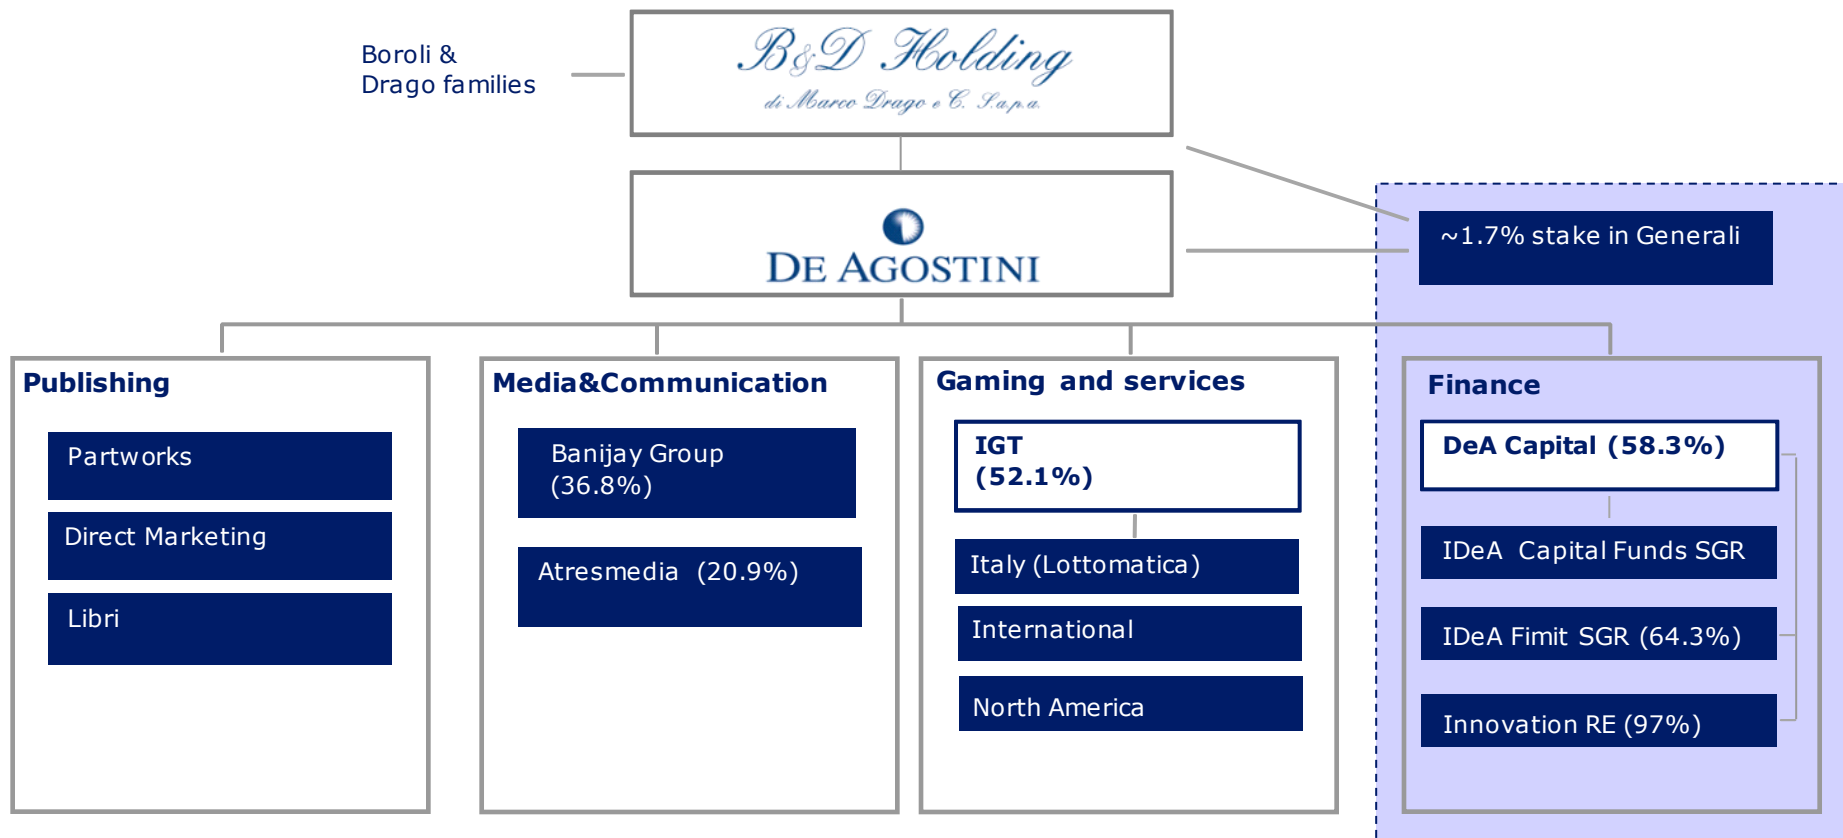 Boroli &
Drago families
B&D Holding
di Marco Drago e C. S.a.p.a.
DE AGOSTINI
~1.7% stake in Generali
Publishing
Partworks
Direct Marketing
Libri
Media&Communication
Banijay Group
(36.8%)
Atresmedia (20.9%)
Gaming and services
IGT
(52.1%)
Italy (Lottomatica)
International
North America
Finance
DeA Capital (58.3%)
IDeA Capital Funds SGR
IDeA Fimit SGR (64.3%)
Innovation RE (97%)